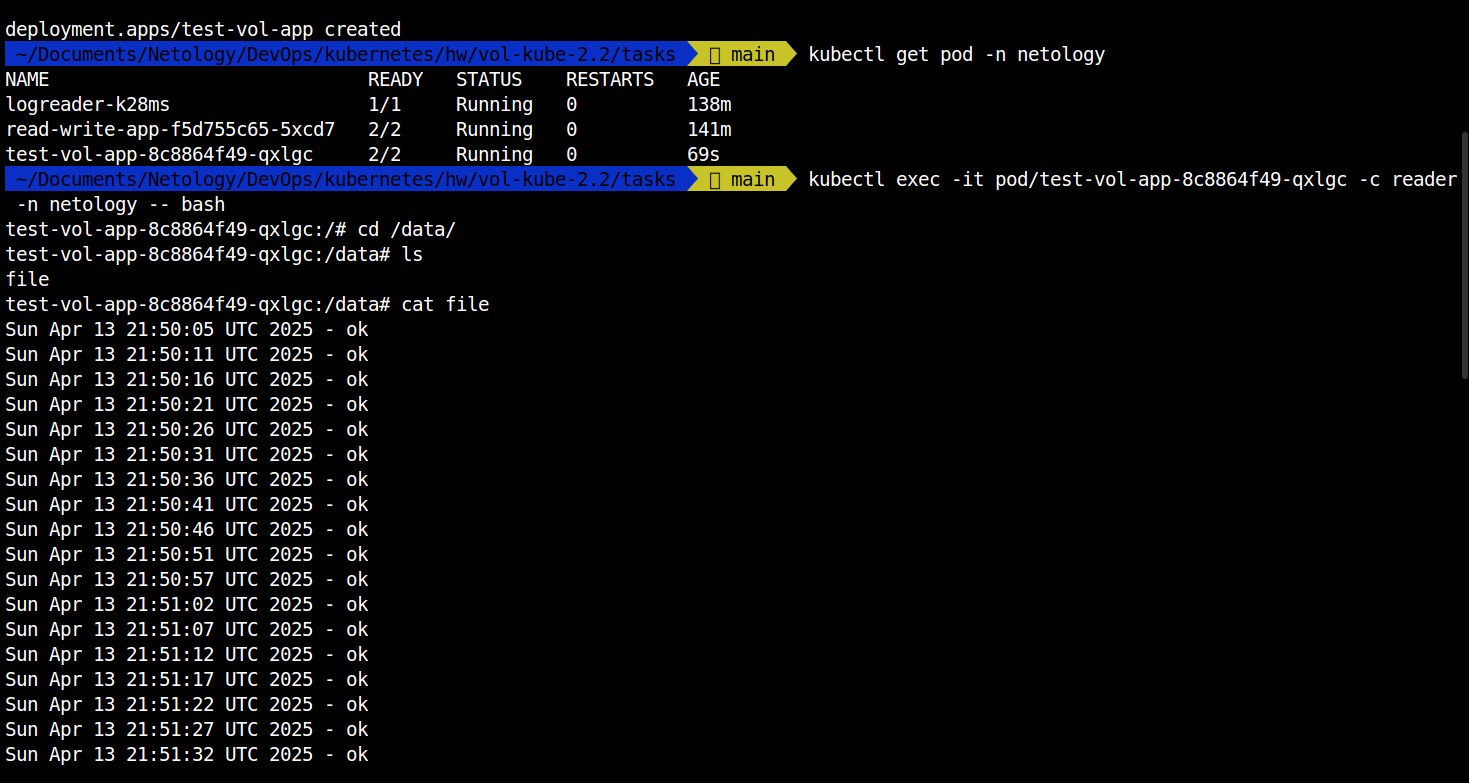 deployment.apps/test-vol-app created
~/Documents/Netology/DevOps/kubernetes/hw/vol-kube-2.2/tasks main kubectl get pod -n netology
NAME READY STATUS RESTARTS AGE
logreader-k28ms 1/1 Running 0 138m
read-write-app-f5d755c65-5xcd7 2/2 Running 0 141m
test-vol-app-8c8864f49-qxlgc 2/2 Running 0 69s
~/Documents/Netology/DevOps/kubernetes/hw/vol-kube-2.2/tasks main kubectl exec -it pod/test-vol-app-8c8864f49-qxlgc -c reader
-n netology -- bash
test-vol-app-8c8864f49-qxlgc:/# cd /data/
test-vol-app-8c8864f49-qxlgc:/data# ls
file
test-vol-app-8c8864f49-qxlgc:/data# cat file
Sun Apr 13 21:50:05 UTC 2025 - ok
Sun Apr 13 21:50:11 UTC 2025 - ok
Sun Apr 13 21:50:16 UTC 2025 - ok
Sun Apr 13 21:50:21 UTC 2025 - ok
Sun Apr 13 21:50:26 UTC 2025 - ok
Sun Apr 13 21:50:31 UTC 2025 - ok
Sun Apr 13 21:50:36 UTC 2025 - ok
Sun Apr 13 21:50:41 UTC 2025 - ok
Sun Apr 13 21:50:46 UTC 2025 - ok
Sun Apr 13 21:50:51 UTC 2025 - ok
Sun Apr 13 21:50:57 UTC 2025 - ok
Sun Apr 13 21:51:02 UTC 2025 - ok
Sun Apr 13 21:51:07 UTC 2025 - ok
Sun Apr 13 21:51:12 UTC 2025 - ok
Sun Apr 13 21:51:17 UTC 2025 - ok
Sun Apr 13 21:51:22 UTC 2025 - ok
Sun Apr 13 21:51:27 UTC 2025 - ok
Sun Apr 13 21:51:32 UTC 2025 - ok